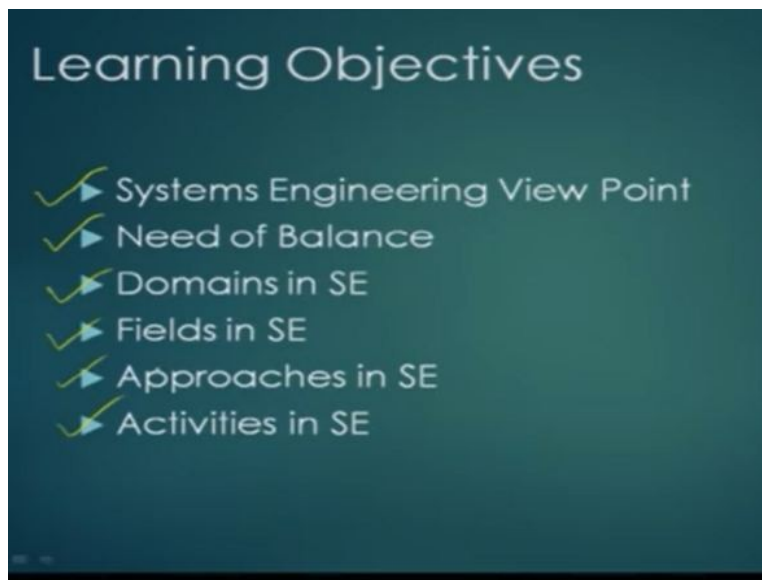 Learning Objectives
Systems Engineering View Point
Need of Balance
Domains in SE
Fields in SE
Approaches in SE
Activities in SE